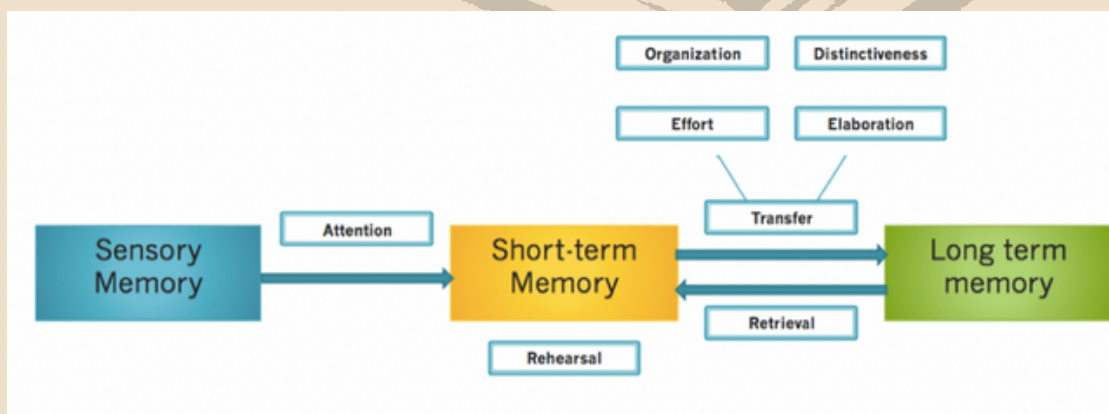 Organization
Distinctiveness
Effort
Elaboration
Attention
Transfer
Sensory
Memory
Short-term
Memory
Long term
memory
Retrieval
Rehearsal